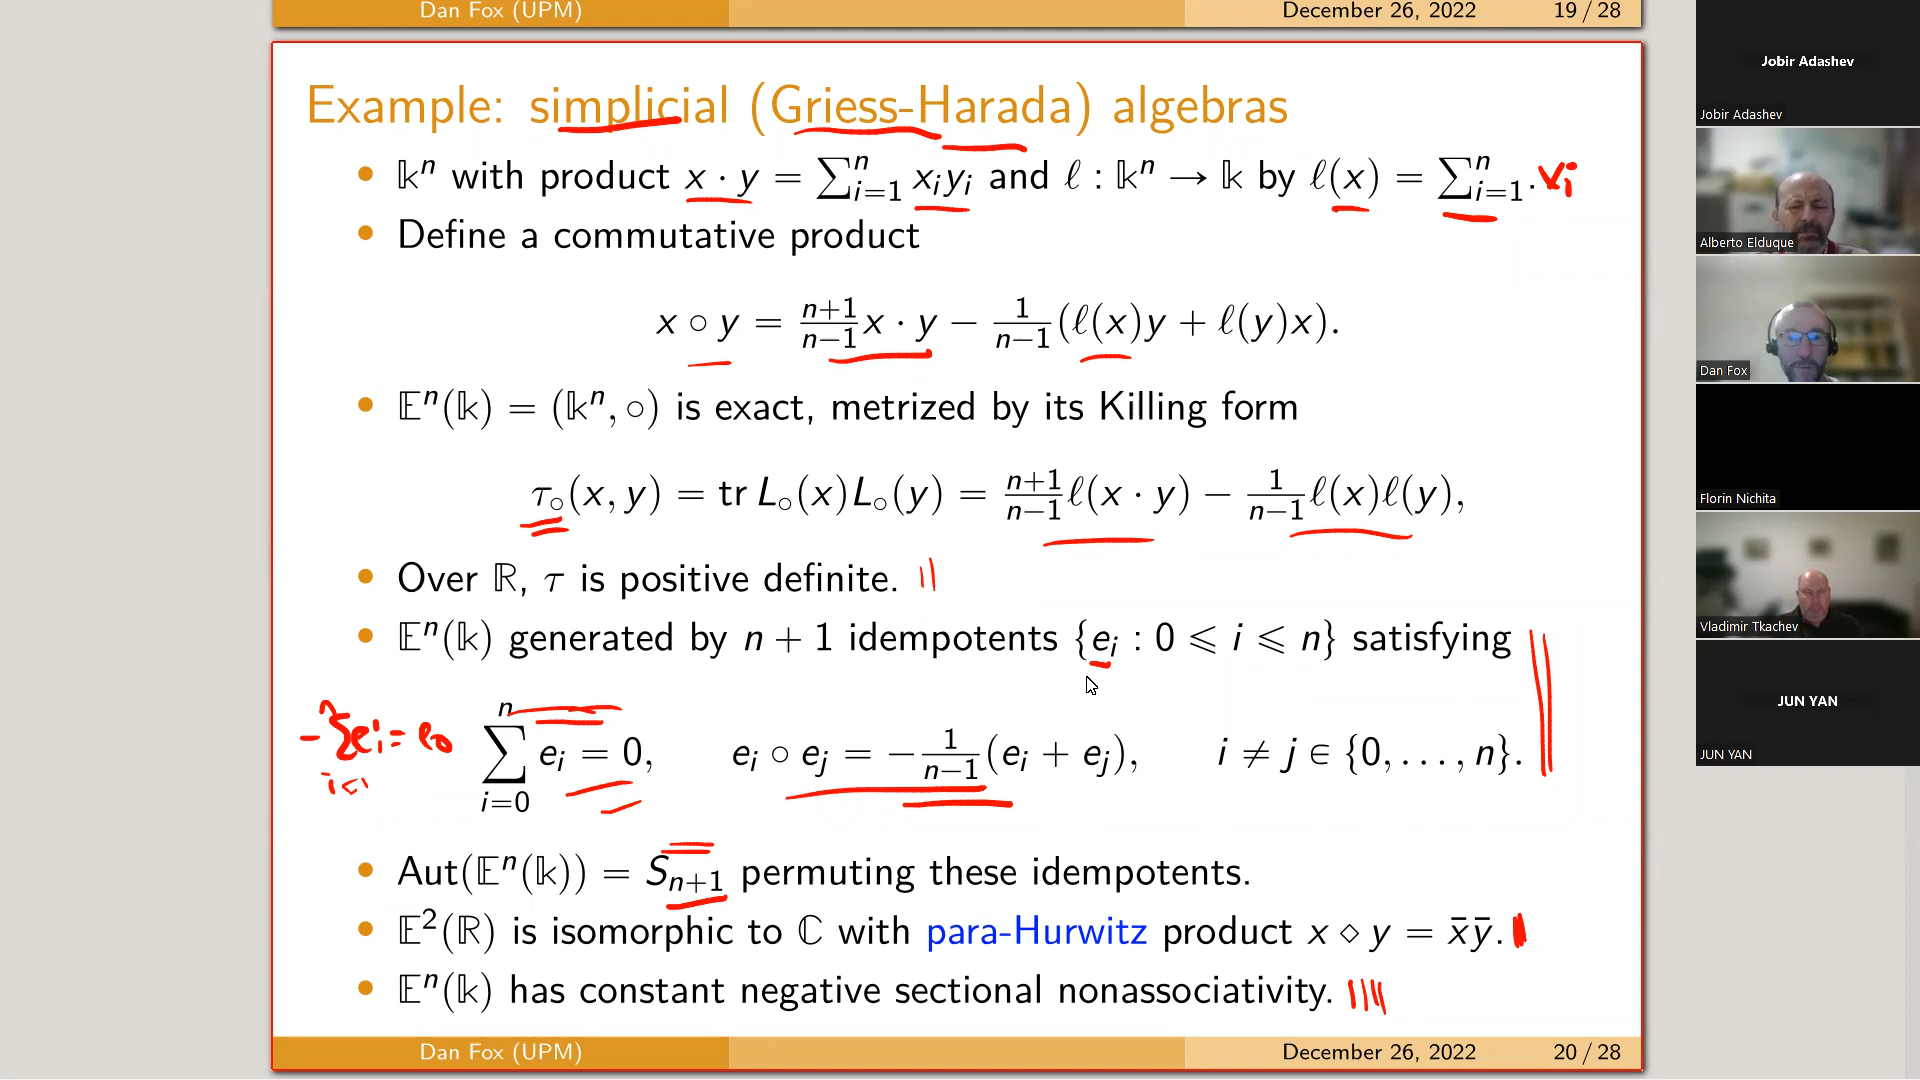 Dan Fox (UPM) December 26, 2022 19 / 28
Example: simplicial (Griess-Harada) algebras
• 𝕜ⁿ with product x · y = ∑ⁿᵢ₌₁ xᵢyᵢ and ℓ : 𝕜ⁿ → 𝕜 by ℓ(x) = ∑ⁿᵢ₌₁. xᵢ
• Define a commutative product
x ∘ y = (n+1)/(n−1) x · y − 1/(n−1) (ℓ(x)y + ℓ(y)x).
• 𝔼ⁿ(𝕜) = (𝕜ⁿ, ∘) is exact, metrized by its Killing form
τ∘(x, y) = tr L∘(x)L∘(y) = (n+1)/(n−1) ℓ(x · y) − 1/(n−1) ℓ(x)ℓ(y),
• Over ℝ, τ is positive definite.
• 𝔼ⁿ(𝕜) generated by n + 1 idempotents {eᵢ : 0 ⩽ i ⩽ n} satisfying
∑ⁿᵢ₌₀ eᵢ = 0, eᵢ ∘ eⱼ = −1/(n−1) (eᵢ + eⱼ), i ≠ j ∈ {0, . . . , n}.
• Aut(𝔼ⁿ(𝕜)) = Sₙ₊₁ permuting these idempotents.
• 𝔼²(ℝ) is isomorphic to ℂ with para-Hurwitz product x ⋄ y = x̄ȳ.
• 𝔼ⁿ(𝕜) has constant negative sectional nonassociativity.
Dan Fox (UPM) December 26, 2022 20 / 28
Jobir Adashev
Jobir Adashev
Alberto Elduque
Dan Fox
Florin Nichita
Vladimir Tkachev
JUN YAN
JUN YAN